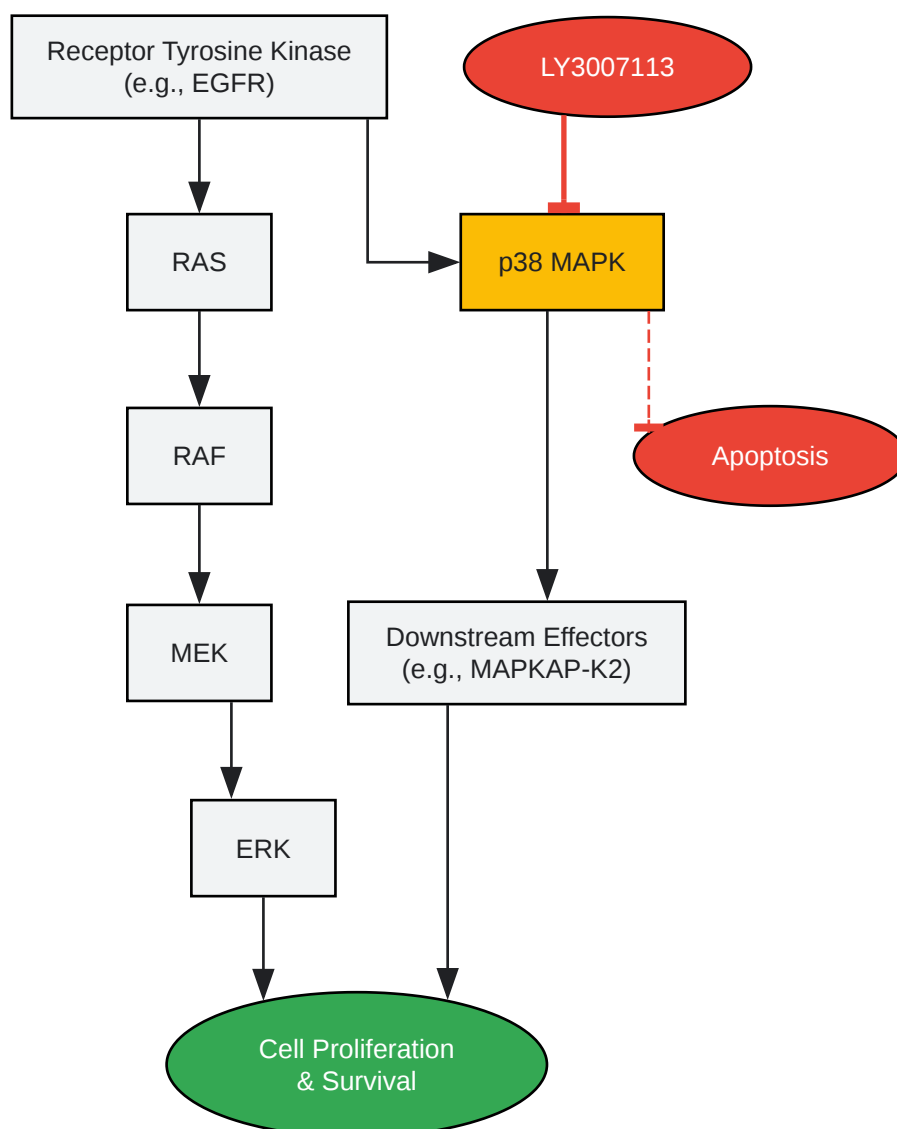 Receptor Tyrosine Kinase
(e.g., EGFR)
LY3007113
RAS
p38 MAPK
RAF
Apoptosis
MEK
Downstream Effectors
(e.g., MAPKAP-K2)
ERK
Cell Proliferation
& Survival